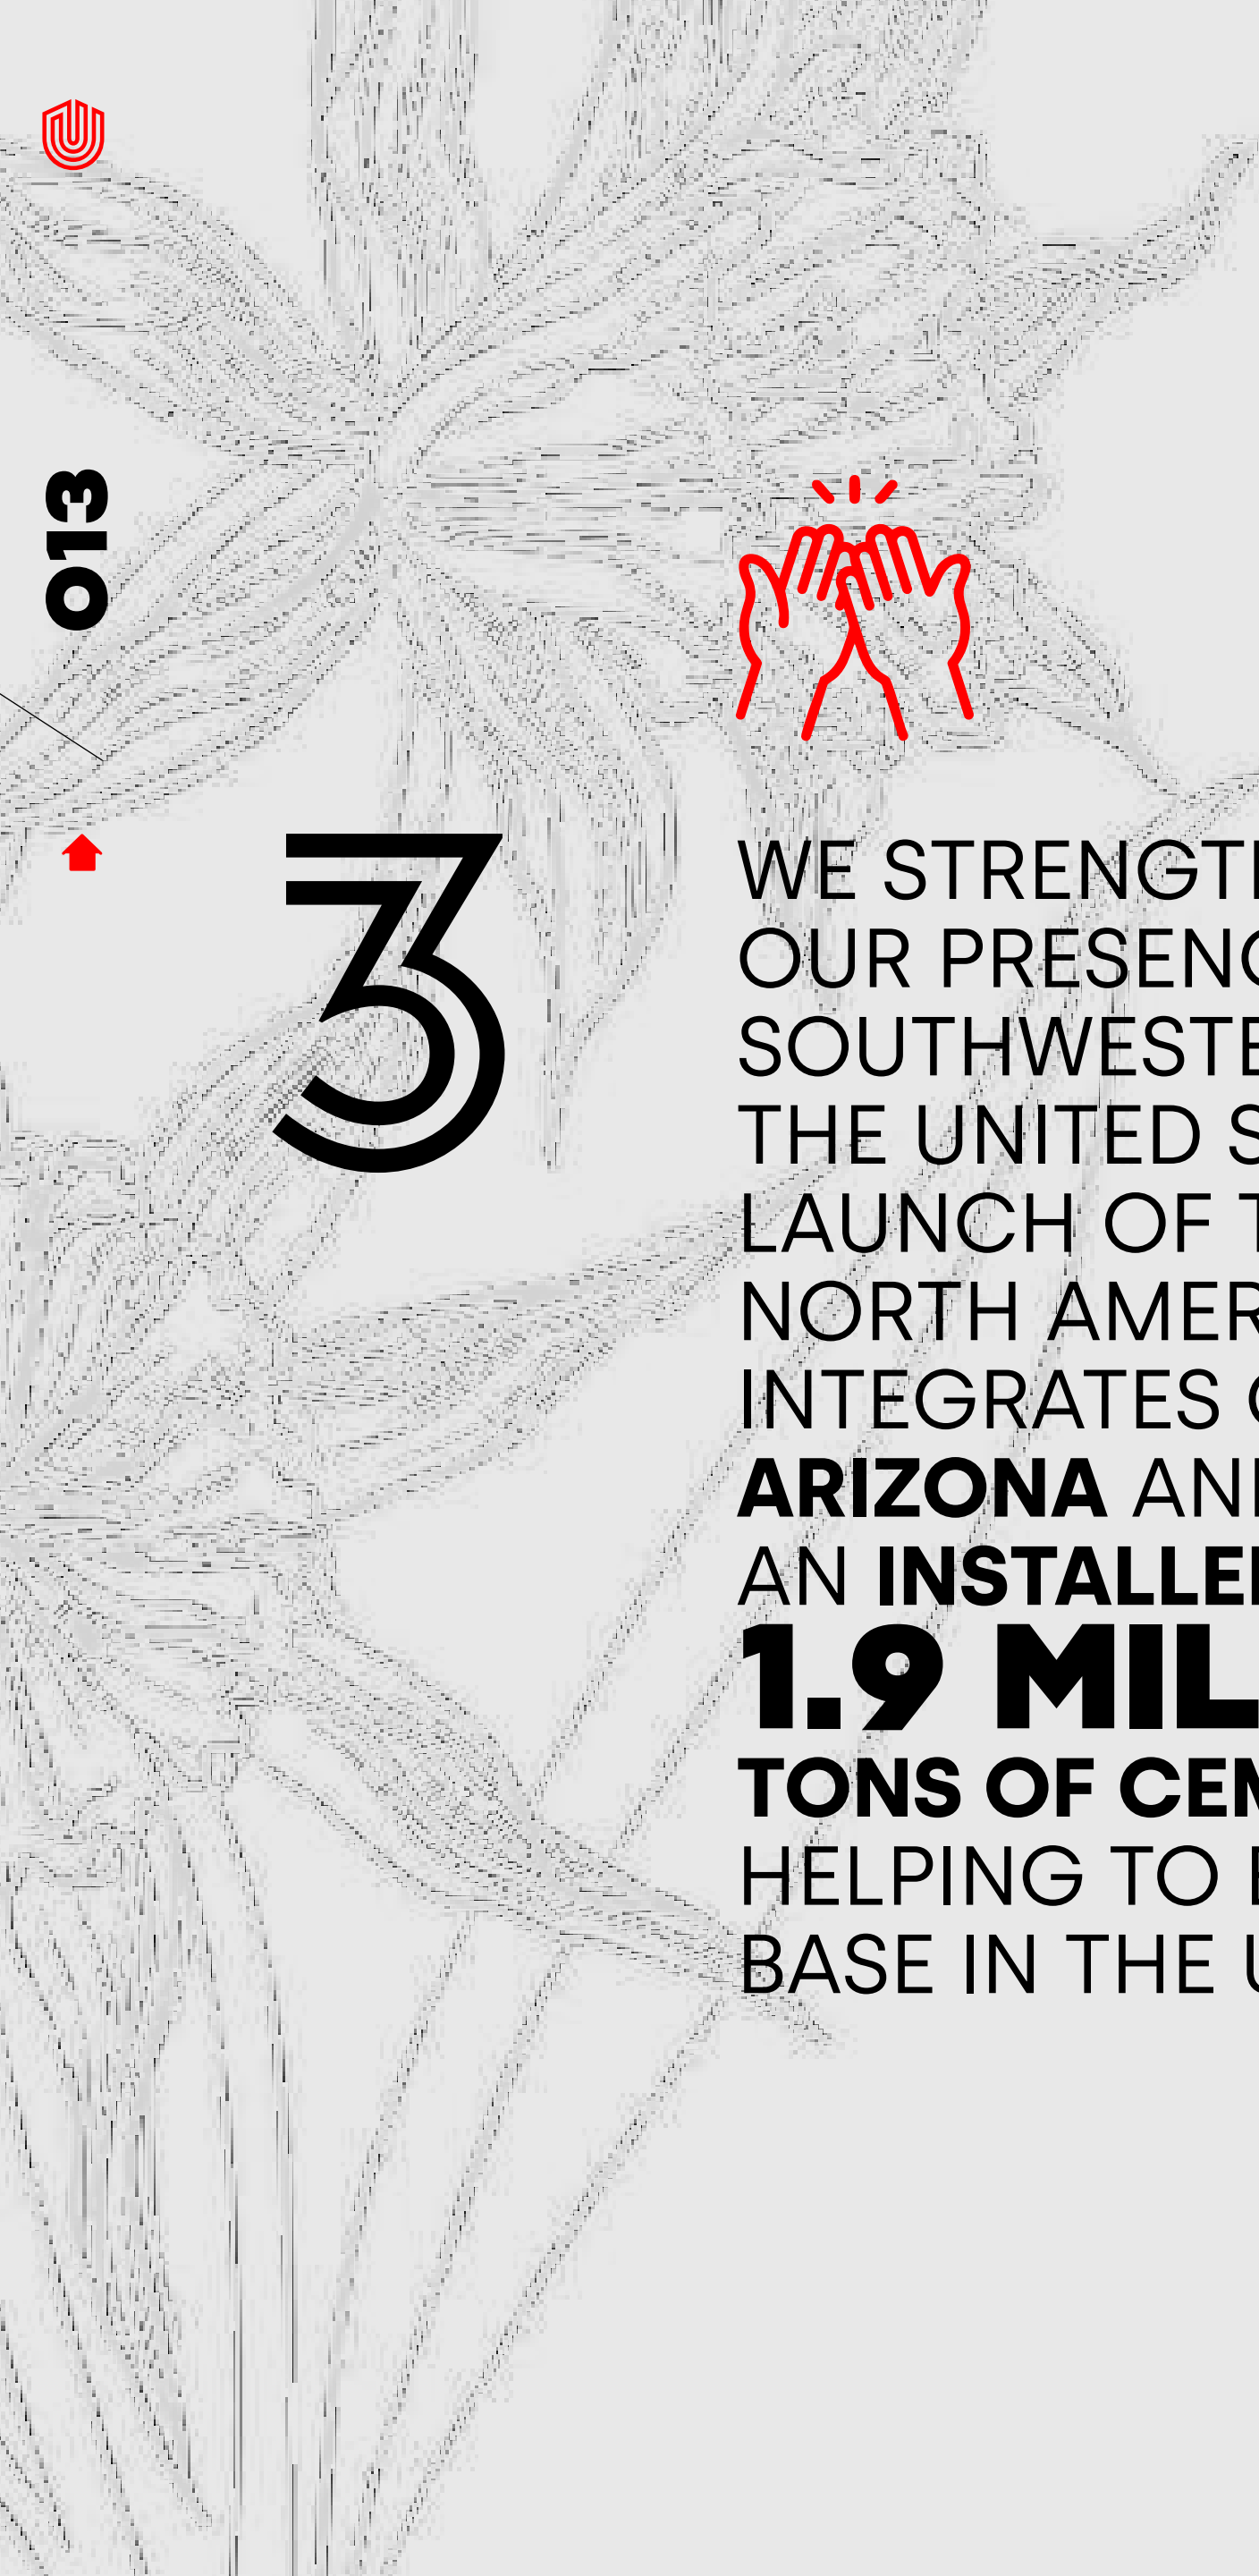 013
3
WE STRENGT
OUR PRESENC
SOUTHWESTE
THE UNITED S
LAUNCH OF T
NORTH AMER
INTEGRATES
ARIZONA AN
AN INSTALLE
1.9 MIL
TONS OF CEM
HELPING TO
BASE IN THE U